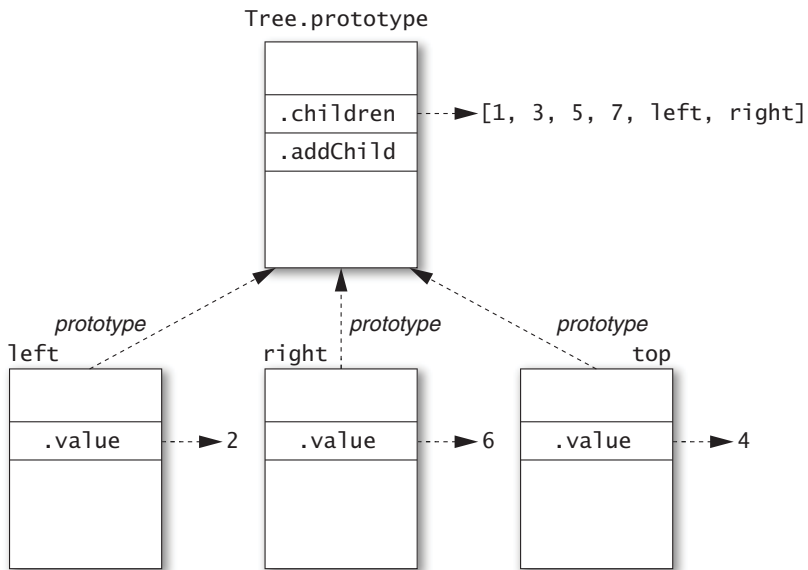 Tree.prototype
.children
[1, 3, 5, 7, left, right]
.addChild
prototype
prototype
prototype
left
right
top
.value
2
.value
6
.value
4